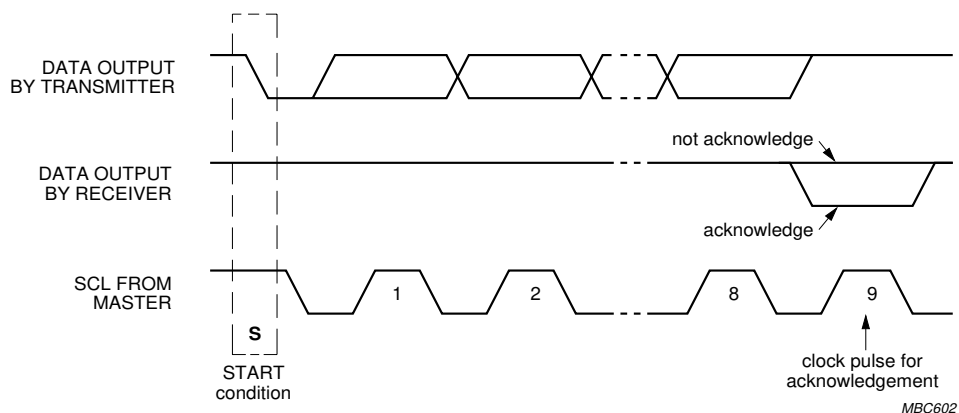 DATA OUTPUT
BY TRANSMITTER
not acknowledge
DATA OUTPUT
BY RECEIVER
acknowledge
SCL FROM
MASTER
1
2
8
9
S
START
condition
clock pulse for
acknowledgement
MBC602